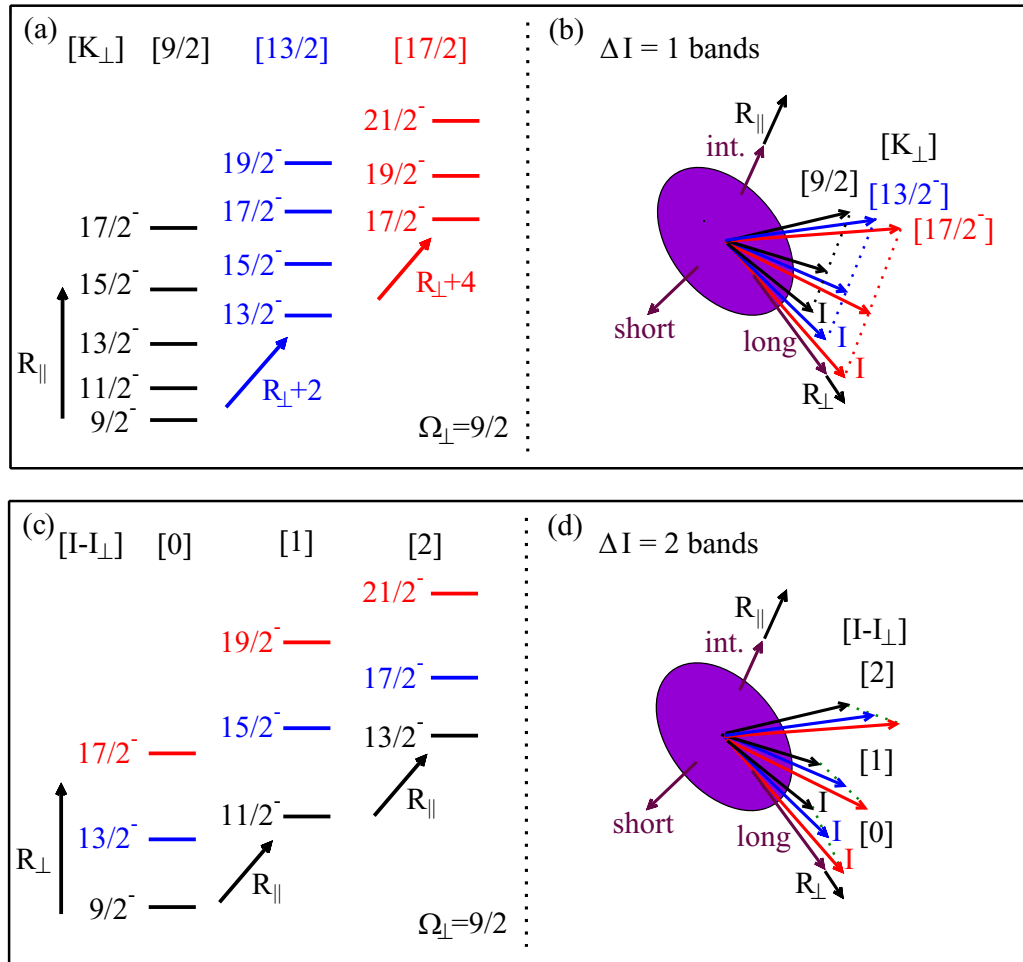 (a)
[K⊥] [9/2] [13/2] [17/2]
21/2⁻
19/2⁻ 19/2⁻
17/2⁻ 17/2⁻ 17/2⁻
15/2⁻ 15/2⁻ R⊥+4
13/2⁻ 13/2⁻
R∥
11/2⁻ R⊥+2
9/2⁻ Ω⊥=9/2
(b)
ΔI = 1 bands
R∥
int. [K⊥]
[9/2]
[13/2⁻]
[17/2⁻]
I
short long I
I
R⊥
(c)
[I-I⊥] [0] [1] [2]
21/2⁻
19/2⁻
17/2⁻
17/2⁻ 15/2⁻ 13/2⁻
13/2⁻ 11/2⁻ R∥
R⊥
R∥
9/2⁻ Ω⊥=9/2
(d)
ΔI = 2 bands
R∥
int. [I-I⊥]
[2]
[1]
I
short long I [0]
I
R⊥